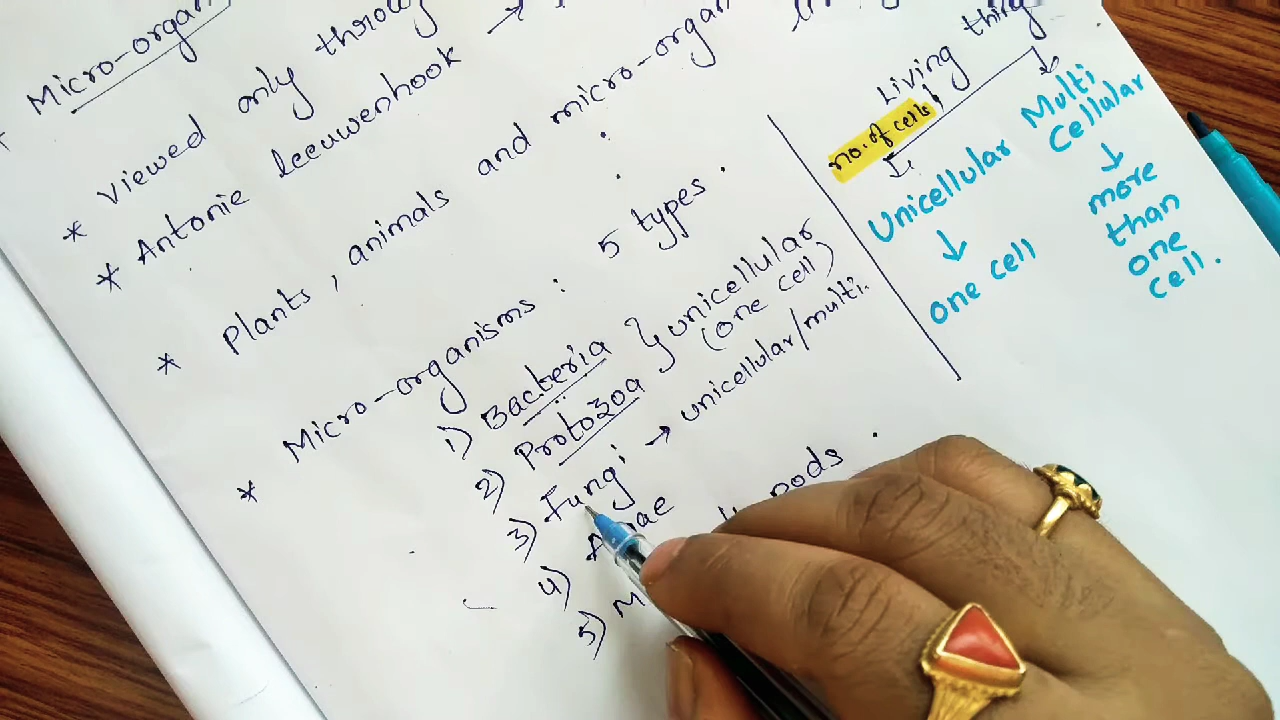 Micro-organ
* Viewed only throug
* Antonie leeuwenhook →
* Plants, animals and micro-organ
* Micro-organisms : 5 types.
1) Bacteria } unicellular
2) Protozoa (one cell)
3) Fungi → unicellular/multi.
4)
5) M pods.
Living thing
no. of cells
Unicellular
↓
one cell
Multi
Cellular
↓
more
than
one
cell.